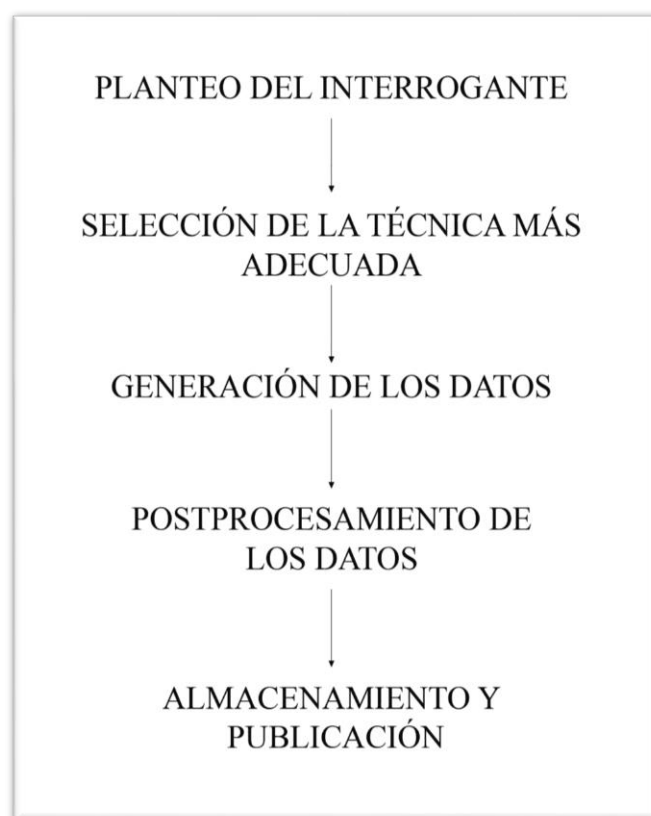 PLANTEO DEL INTERROGANTE
SELECCIÓN DE LA TÉCNICA MÁS
ADECUADA
GENERACIÓN DE LOS DATOS
POSTPROCESAMIENTO DE
LOS DATOS
ALMACENAMIENTO Y
PUBLICACIÓN